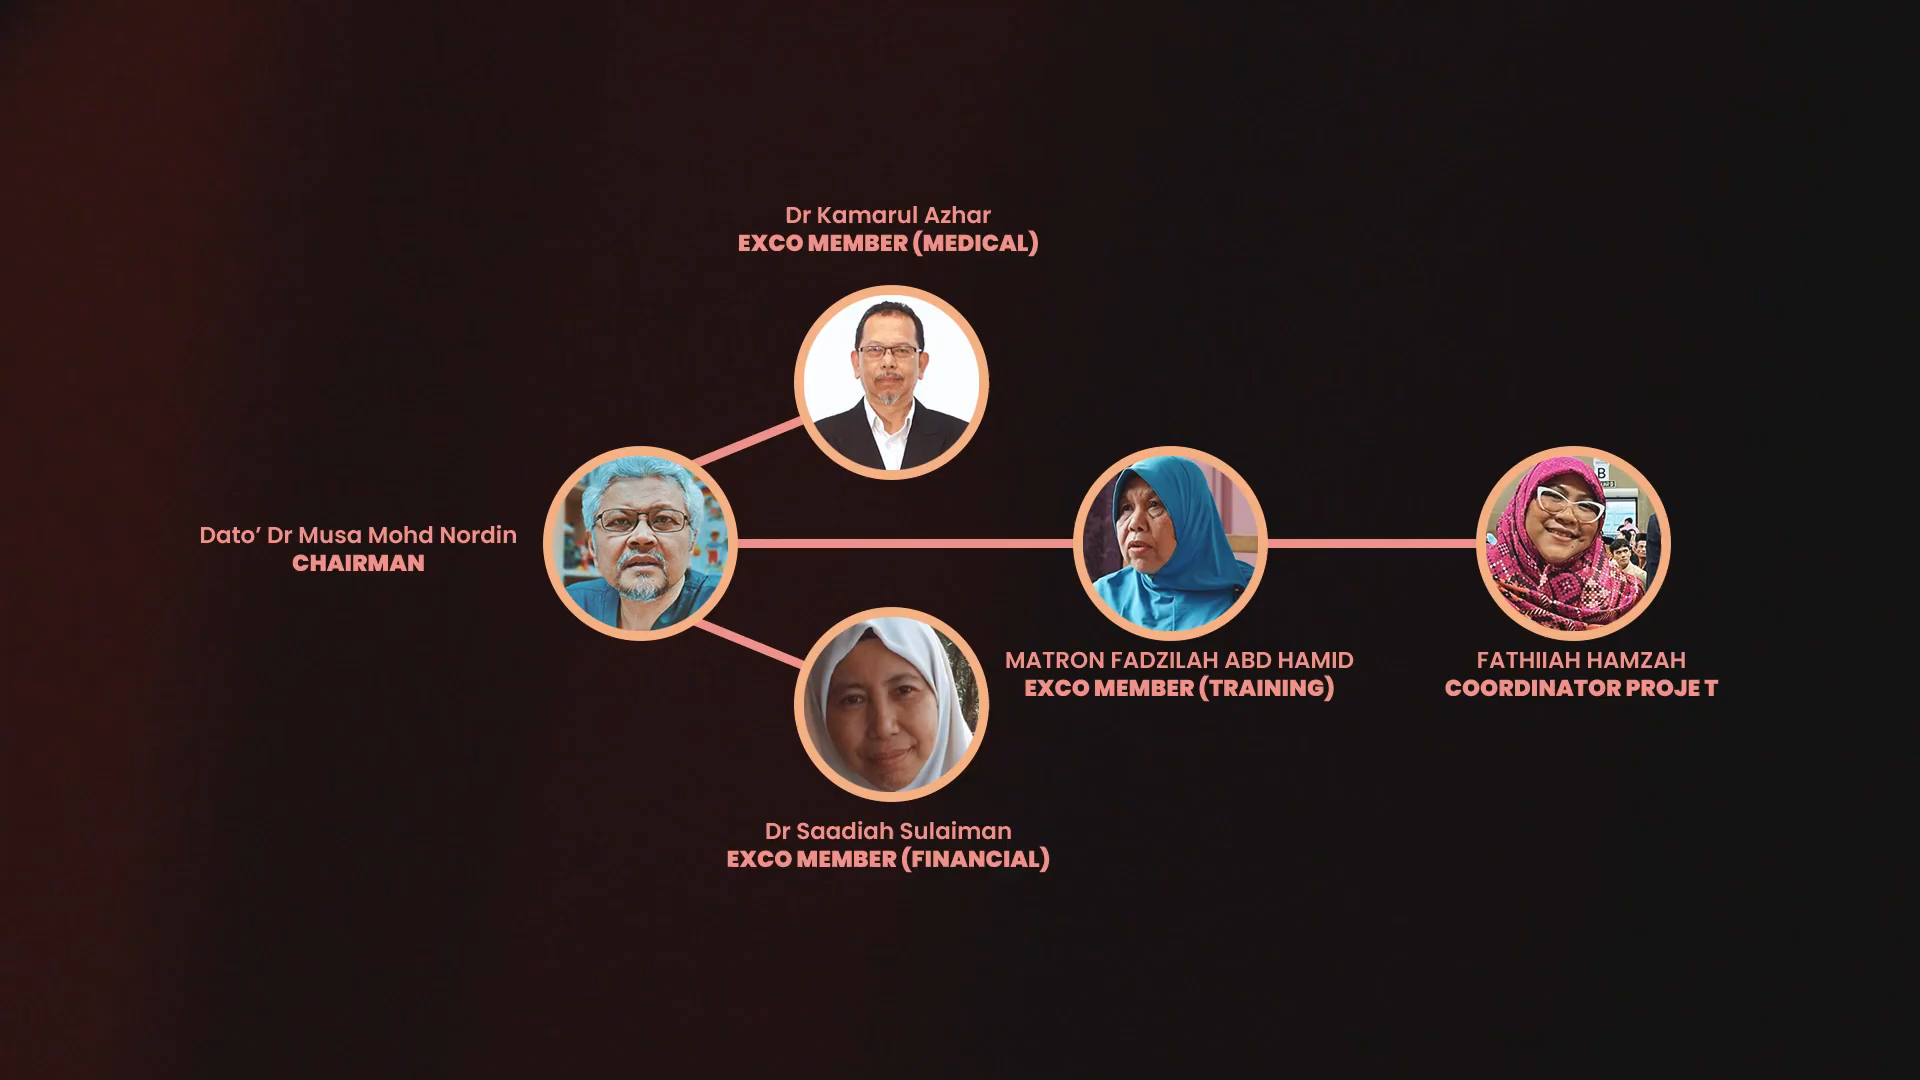 Dr Kamarul Azhar
EXCO MEMBER (MEDICAL)
Dato’ Dr Musa Mohd Nordin
CHAIRMAN
B
MATRON FADZILAH ABD HAMID
EXCO MEMBER (TRAINING)
FATHIIAH HAMZAH
COORDINATOR PROJE T
Dr Saadiah Sulaiman
EXCO MEMBER (FINANCIAL)